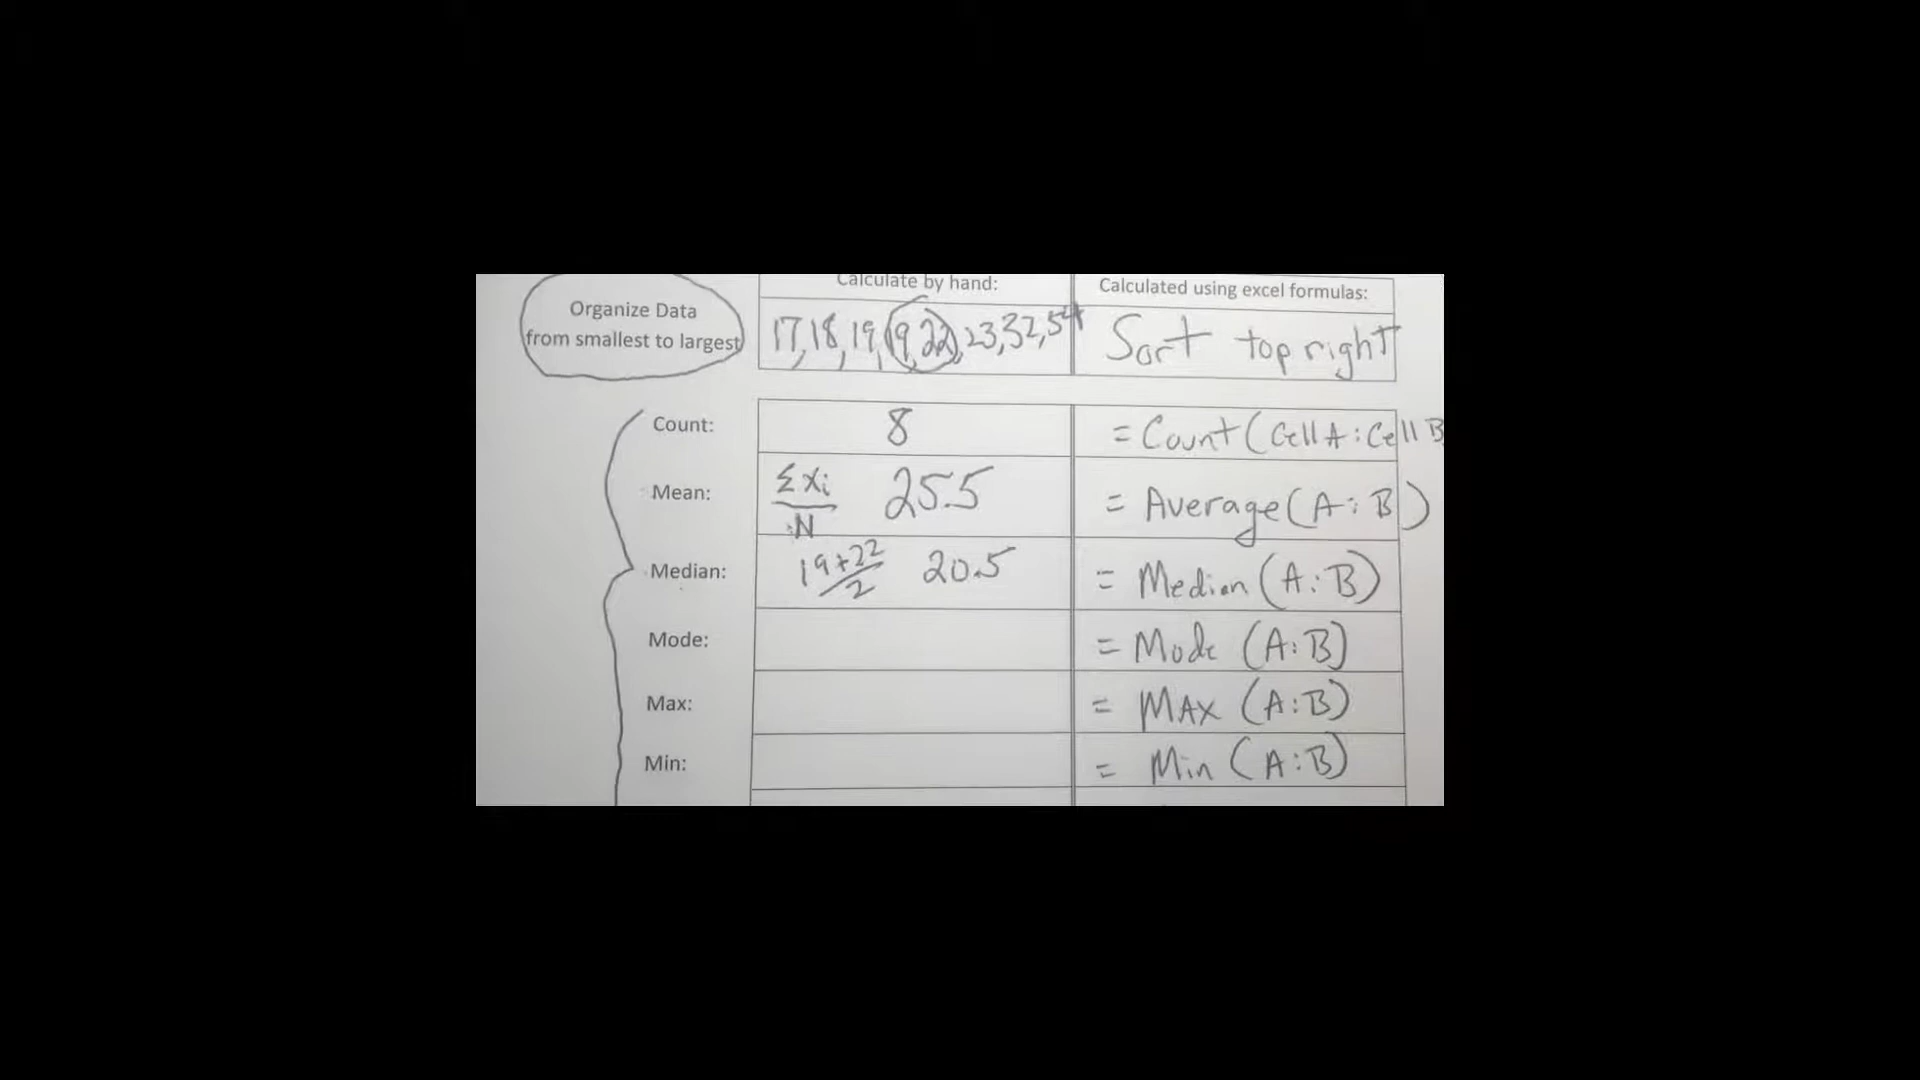 Calculate by hand:
Calculated using excel formulas:
Organize Data
from smallest to largest
17, 18, 19, 19, 22, 23, 32, 54
Sort top right
Count:
8
= Count (Cell A : Cell B
Mean:
Σxi
N
25.5
= Average (A : B)
Median:
19+22
2
20.5
= Median (A : B)
Mode:
= Mode (A:B)
Max:
= MAX (A:B)
Min:
= Min (A:B)